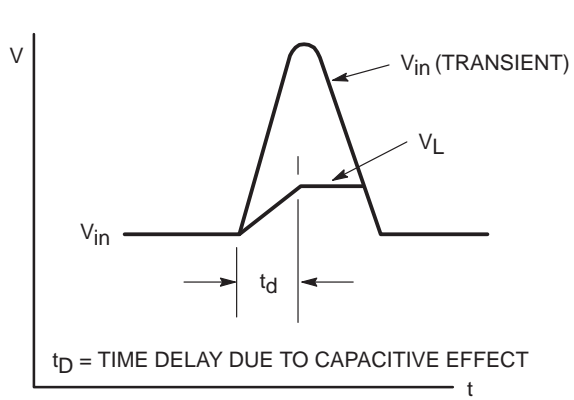 V
Vin (TRANSIENT)
VL
Vin
td
tD = TIME DELAY DUE TO CAPACITIVE EFFECT
t